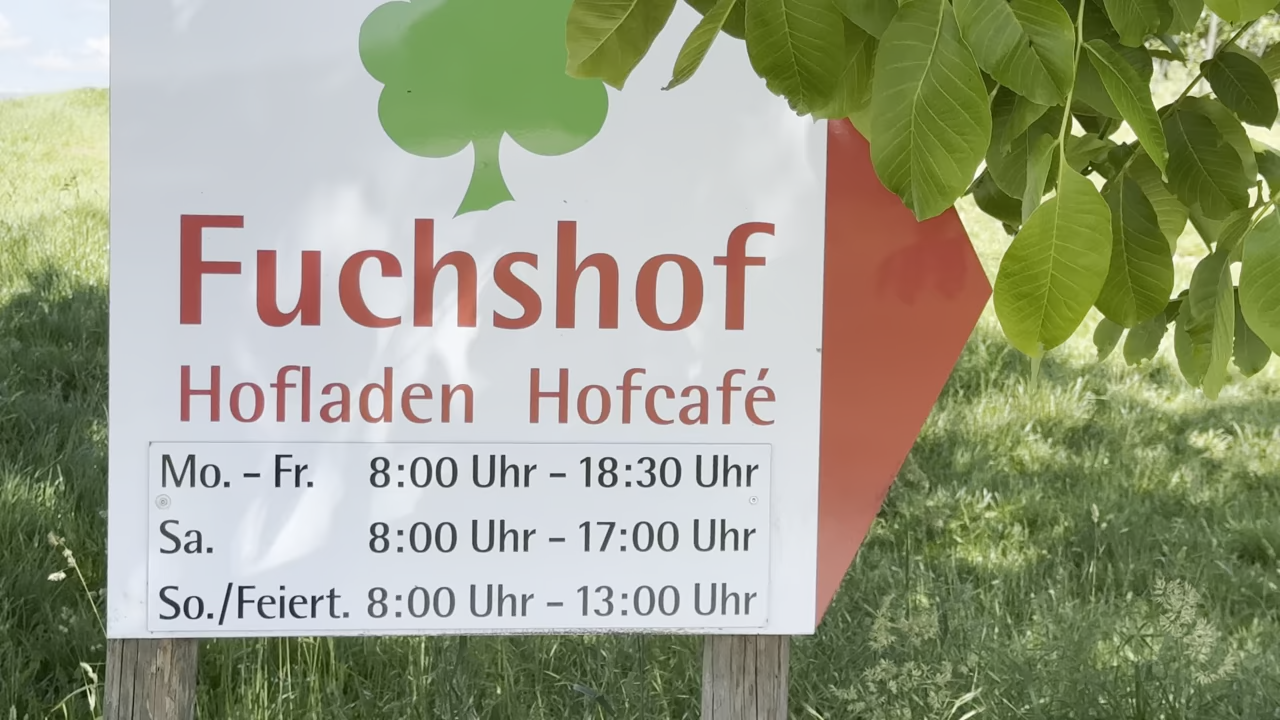 Fuchshof
Hofladen Hofcafé
Mo. – Fr. 8:00 Uhr – 18:30 Uhr
Sa. 8:00 Uhr – 17:00 Uhr
So./Feiert. 8:00 Uhr – 13:00 Uhr